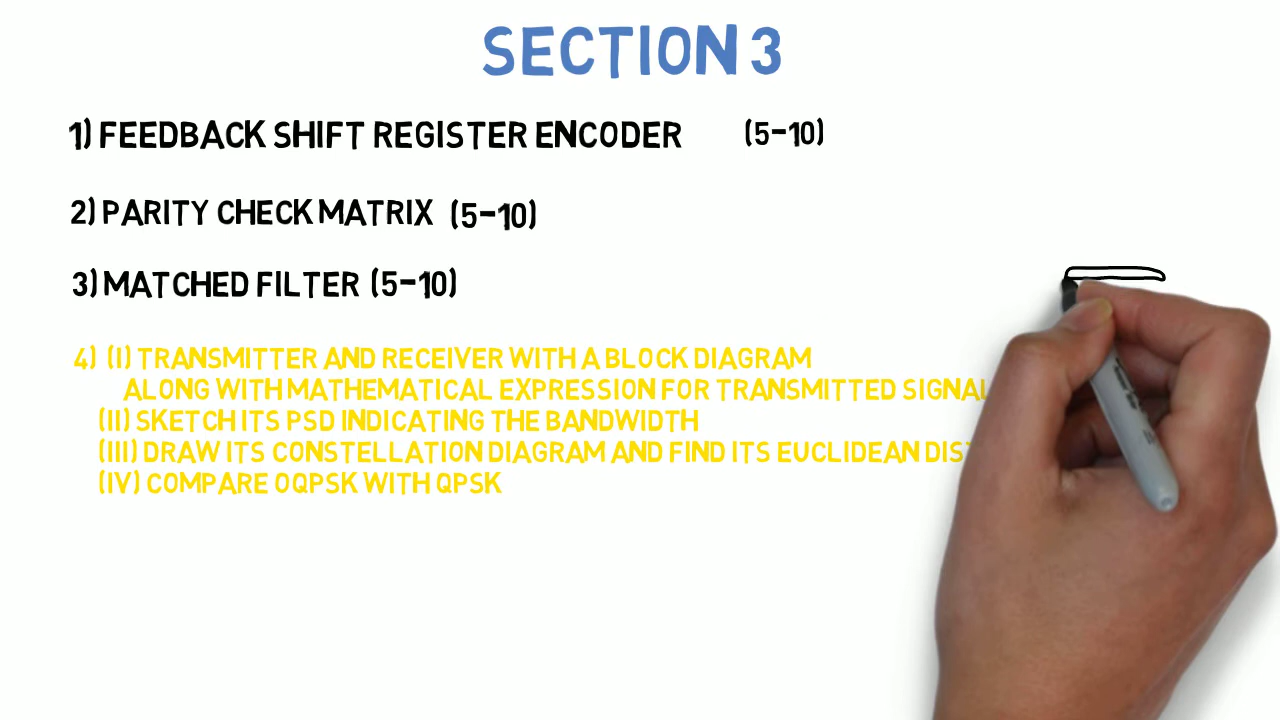 SECTION 3
1) FEEDBACK SHIFT REGISTER ENCODER (5-10)
2) PARITY CHECK MATRIX (5-10)
3) MATCHED FILTER (5-10)
4) (I) TRANSMITTER AND RECEIVER WITH A BLOCK DIAGRAM
ALONG WITH MATHEMATICAL EXPRESSION FOR TRANSMITTED SIGNAL
(II) SKETCH ITS PSD INDICATING THE BANDWIDTH
(III) DRAW ITS CONSTELLATION DIAGRAM AND FIND ITS EUCLIDEAN
(IV) COMPARE OQPSK WITH QPSK